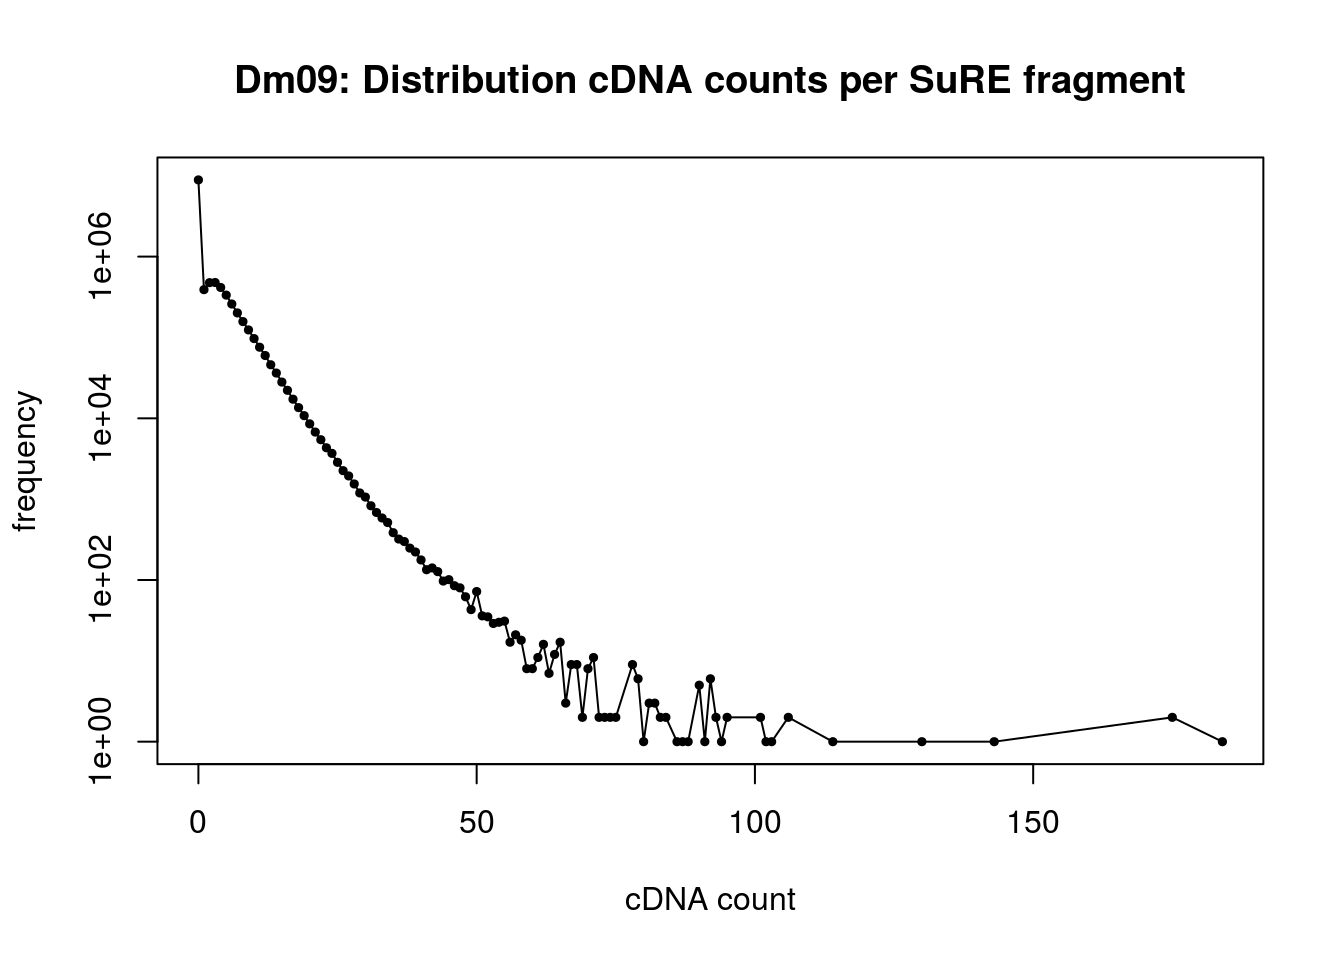 Dm09: Distribution cDNA counts per SuRE fragment
frequency
1e+06
1e+04
1e+02
1e+00
0 50 100 150
cDNA count